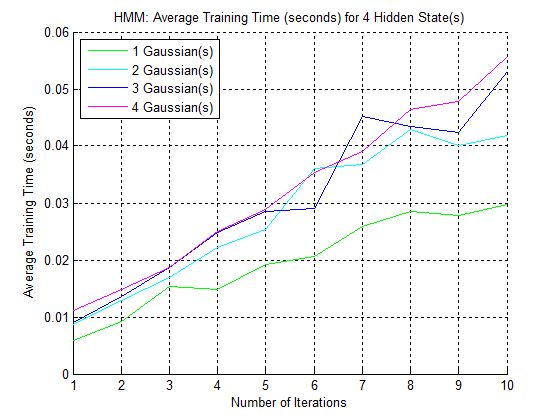 HMM: Average Training Time (seconds) for 4 Hidden State(s)
0.06
0.05
0.04
0.03
0.02
0.01
0
Average Training Time (seconds)
1 Gaussian(s)
2 Gaussian(s)
3 Gaussian(s)
4 Gaussian(s)
1 2 3 4 5 6 7 8 9 10
Number of Iterations